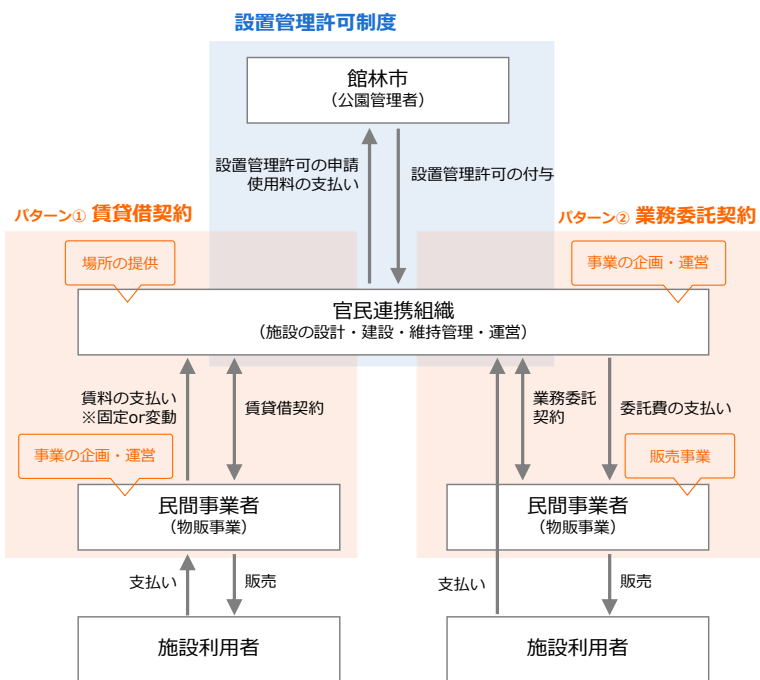 設置管理許可制度
館林市
（公園管理者）
設置管理許可の申請
使用料の支払い
設置管理許可の付与
パターン① 賃貸借契約
パターン② 業務委託契約
場所の提供
事業の企画・運営
官民連携組織
（施設の設計・建設・維持管理・運営）
賃料の支払い
※固定or変動
賃貸借契約
業務委託
契約
委託費の支払い
事業の企画・運営
販売事業
民間事業者
（物販事業）
民間事業者
（物販事業）
支払い
販売
支払い
販売
施設利用者
施設利用者